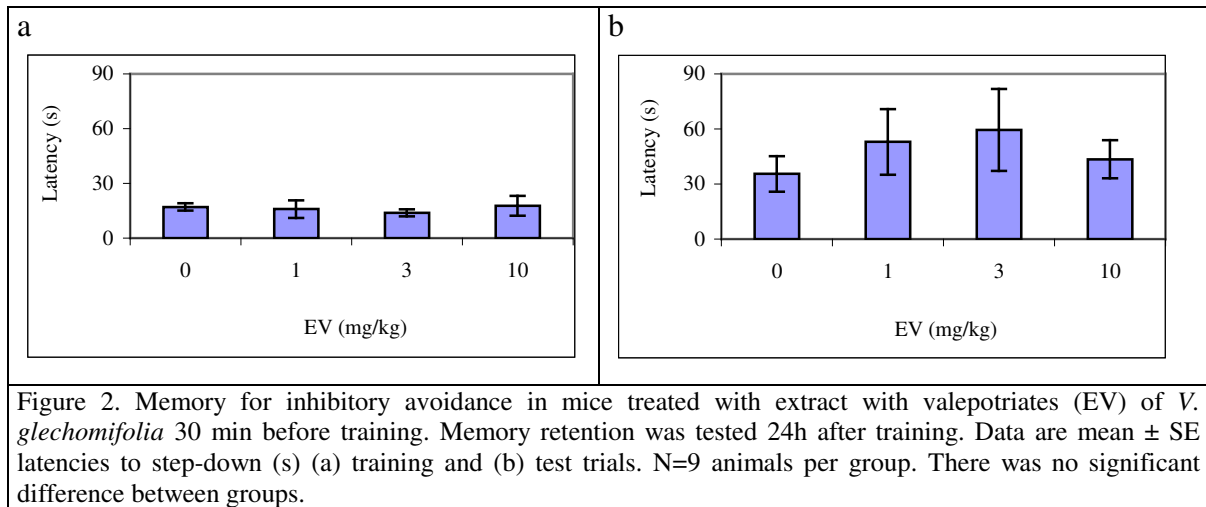 a
90
60
30
0
Latency (s)
0 1 3 10
EV (mg/kg)
b
90
60
30
0
Latency (s)
0 1 3 10
EV (mg/kg)
Figure 2. Memory for inhibitory avoidance in mice treated with extract with valepotriates (EV) of V.
glechomifolia 30 min before training. Memory retention was tested 24h after training. Data are mean ± SE
latencies to step-down (s) (a) training and (b) test trials. N=9 animals per group. There was no significant
difference between groups.